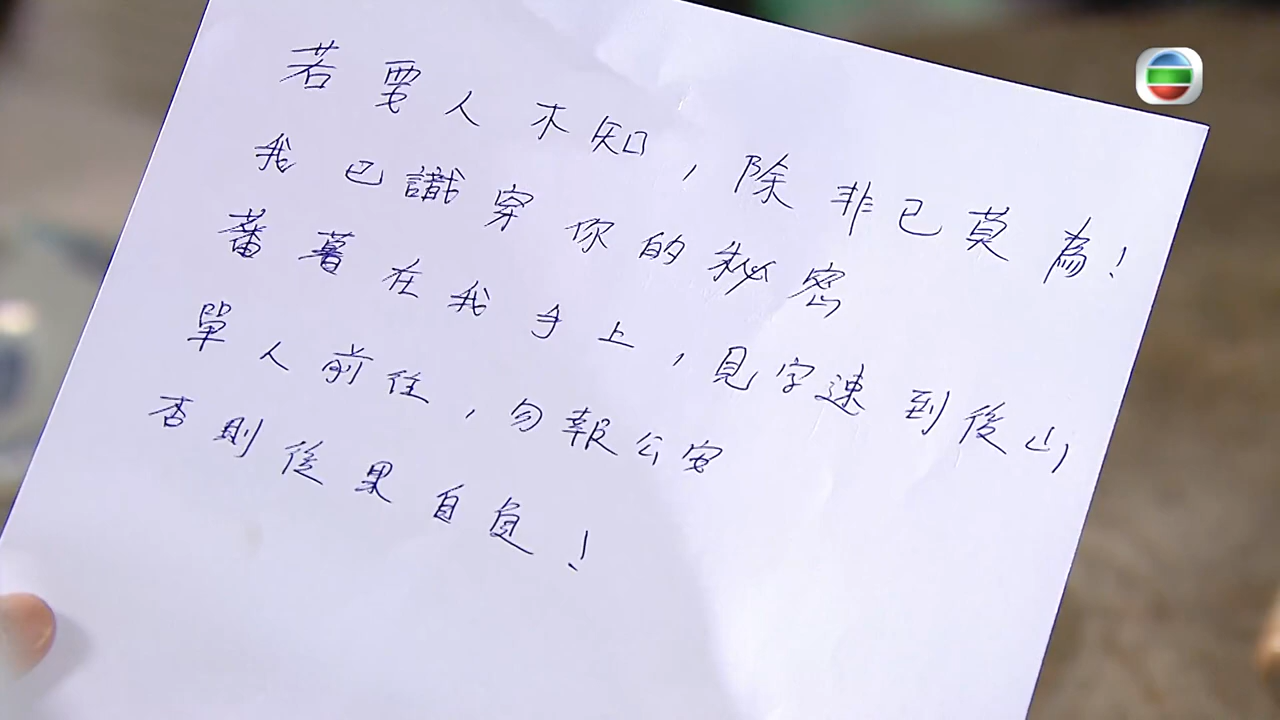 若要人不知，除非己莫為！
我已識穿你的秘密
蕃薯在我手上，見字速到後山
單人前往，勿報公安
否則後果自負！